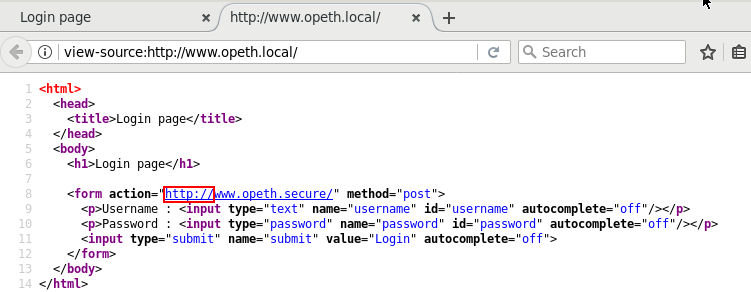 Login page × http://www.opeth.local/ ×
view-source:http://www.opeth.local/ Search
1 <html>
2 <head>
3 <title>Login page</title>
4 </head>
5 <body>
6 <h1>Login page</h1>
7
8 <form action="http://www.opeth.secure/" method="post">
9 <p>Username : <input type="text" name="username" id="username" autocomplete="off"/></p>
10 <p>Password : <input type="password" name="password" id="password" autocomplete="off"/></p>
11 <input type="submit" name="submit" value="Login" autocomplete="off">
12 </form>
13 </body>
14 </html>